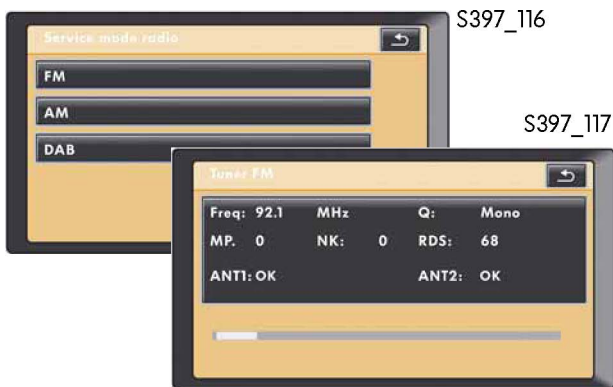 S397_116
Service mode radio
FM
AM
DAB
S397_117
Tuner FM
Freq: 92.1 MHz Q: Mono
MP. 0 NK: 0 RDS: 68
ANT1: OK ANT2: OK